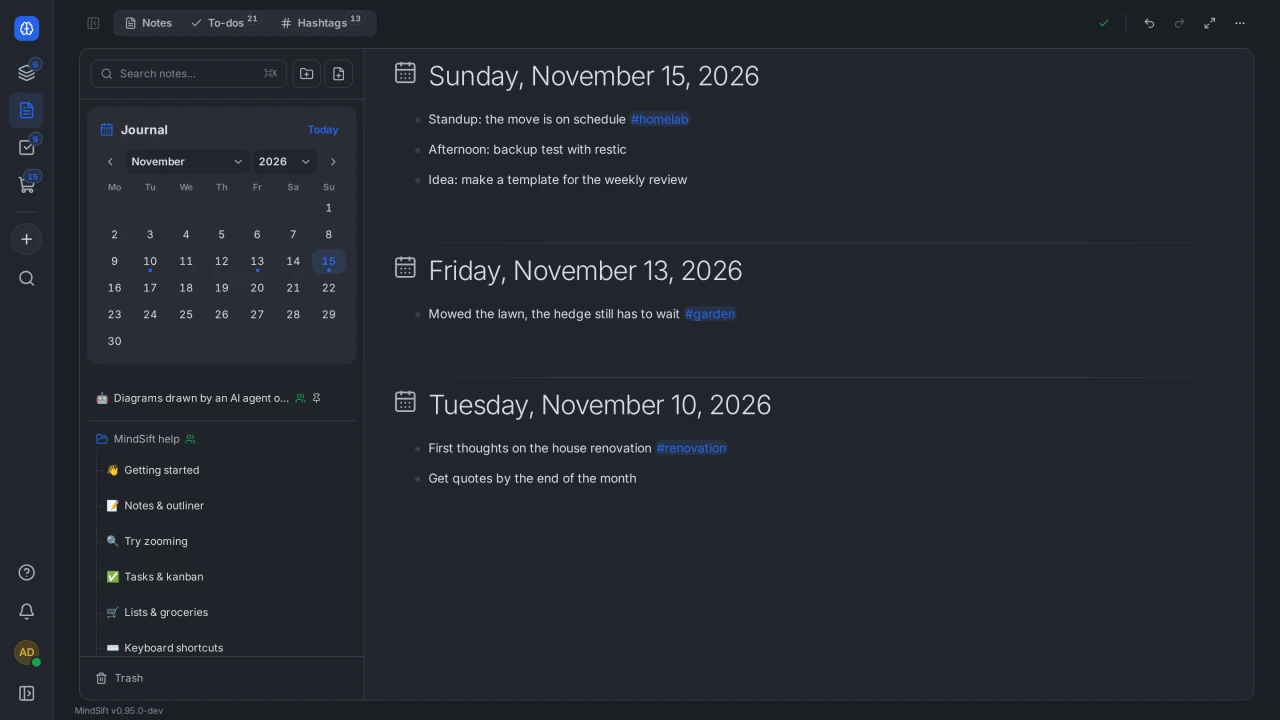 Notes
To-dos 21
Hashtags 13
6
9
15
AD
Search notes...
⌘K
Journal
Today
November
2026
Mo Tu We Th Fr Sa Su
1
2 3 4 5 6 7 8
9 10 11 12 13 14 15
16 17 18 19 20 21 22
23 24 25 26 27 28 29
30
Diagrams drawn by an AI agent o...
MindSift help
Getting started
Notes & outliner
Try zooming
Tasks & kanban
Lists & groceries
Keyboard shortcuts
Trash
MindSift v0.95.0-dev
Sunday, November 15, 2026
Standup: the move is on schedule #homelab
Afternoon: backup test with restic
Idea: make a template for the weekly review
Friday, November 13, 2026
Mowed the lawn, the hedge still has to wait #garden
Tuesday, November 10, 2026
First thoughts on the house renovation #renovation
Get quotes by the end of the month